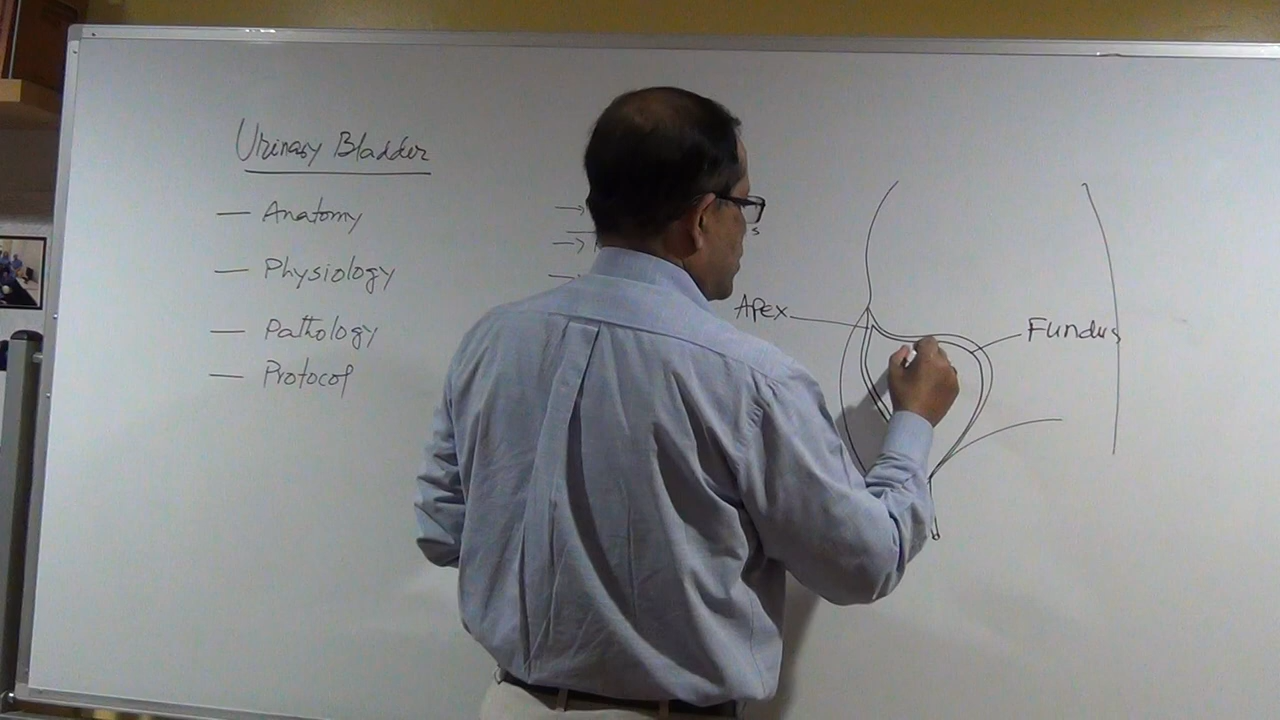 Urinary Bladder
— Anatomy
— Physiology
— Pathology
— Protocol
→
→
Apex
Fundus